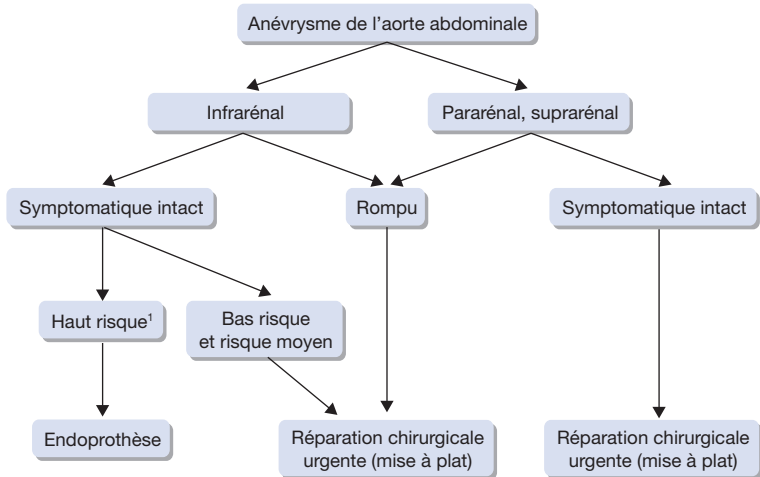 Anévrysme de l’aorte abdominale
Infrarénal
Pararénal, suprarénal
Symptomatique intact
Rompu
Symptomatique intact
Haut risque¹
Bas risque
et risque moyen
Endoprothèse
Réparation chirurgicale
urgente (mise à plat)
Réparation chirurgicale
urgente (mise à plat)